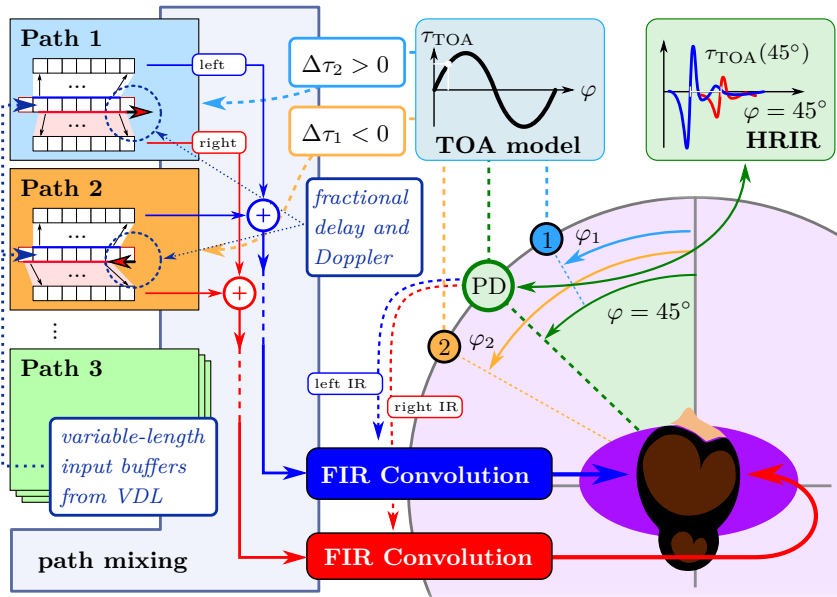 Path 1
...
...
left
right
Path 2
...
...
...
Path 3
Δτ₂ > 0
Δτ₁ < 0
fractional
delay and
Doppler
+
+
variable-length
input buffers
from VDL
path mixing
τ_TOA
φ
TOA model
τ_TOA(45°)
φ = 45°
HRIR
1
φ₁
PD
φ = 45°
2
φ₂
left IR
right IR
FIR Convolution
FIR Convolution